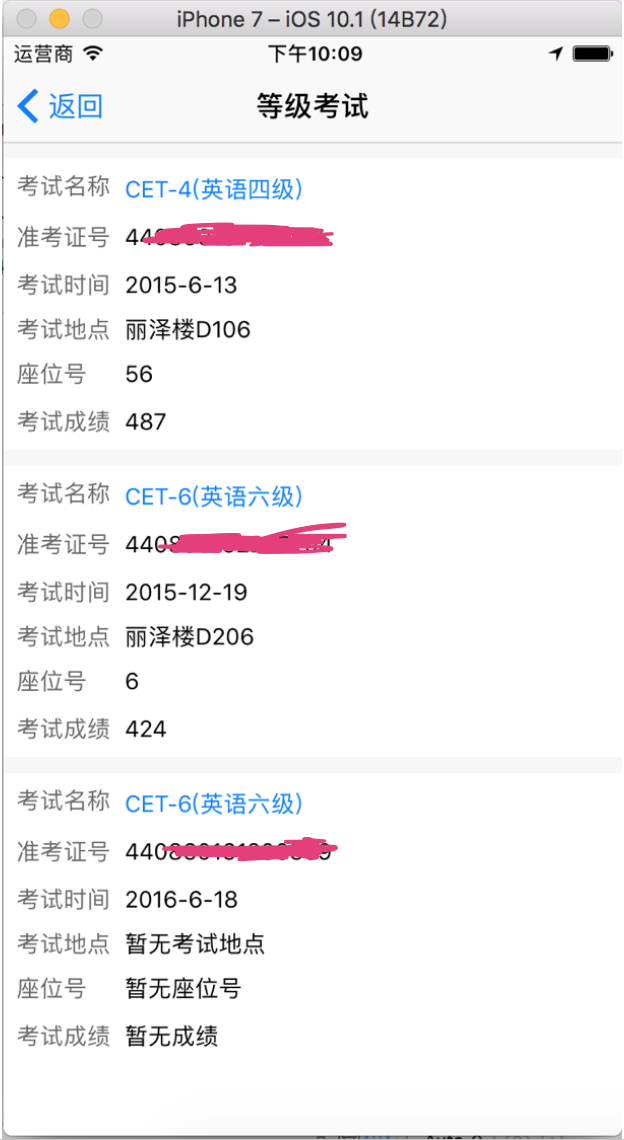 iPhone 7 – iOS 10.1 (14B72)
运营商 下午10:09
返回 等级考试
考试名称 CET-4(英语四级)
准考证号
考试时间 2015-6-13
考试地点 丽泽楼D106
座位号 56
考试成绩 487
考试名称 CET-6(英语六级)
准考证号
考试时间 2015-12-19
考试地点 丽泽楼D206
座位号 6
考试成绩 424
考试名称 CET-6(英语六级)
准考证号
考试时间 2016-6-18
考试地点 暂无考试地点
座位号 暂无座位号
考试成绩 暂无成绩